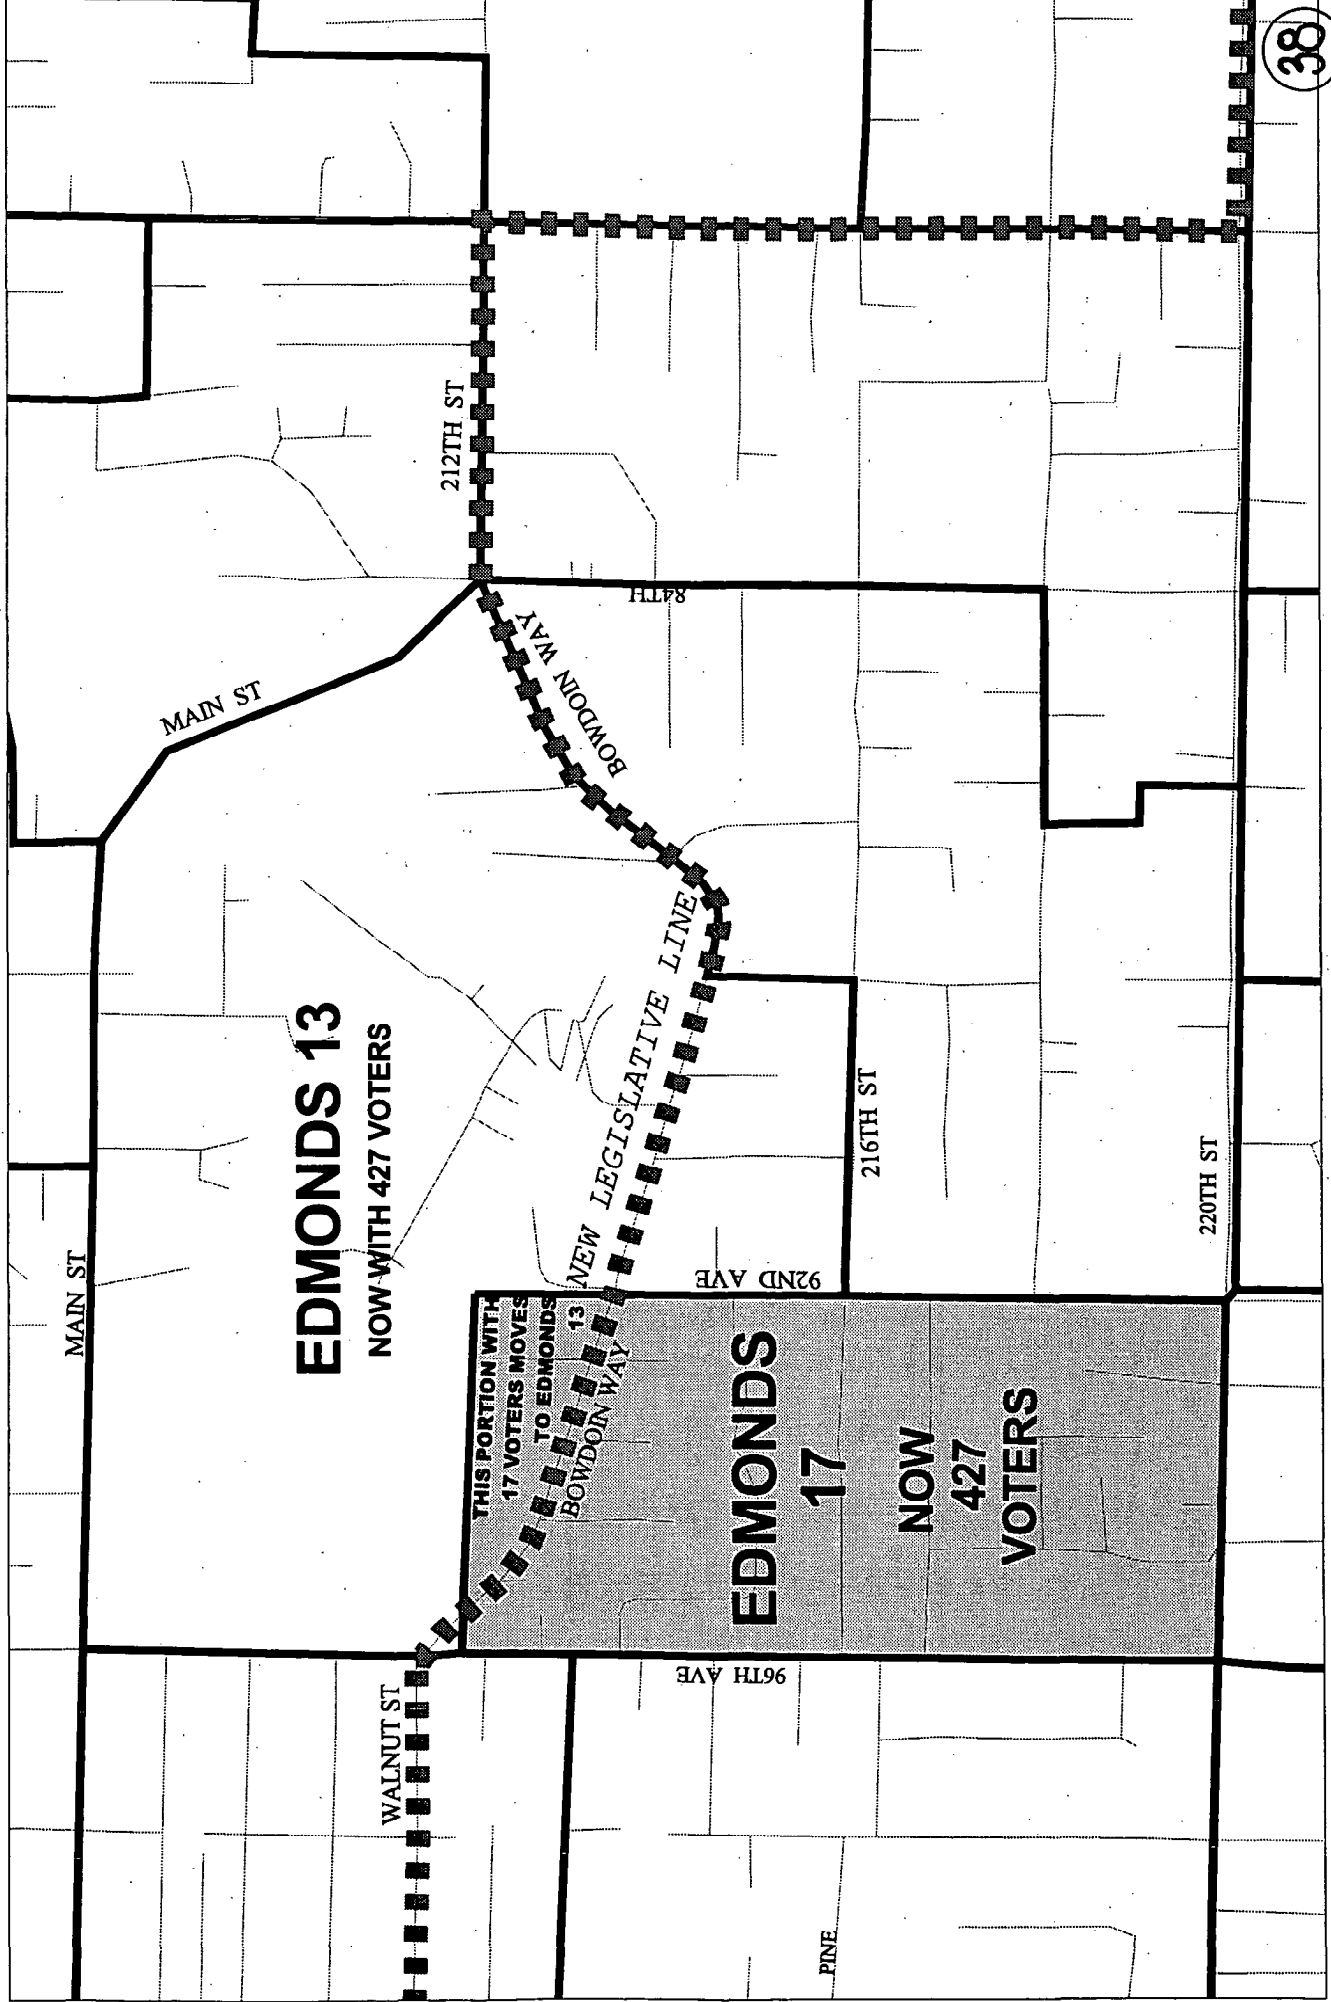 38
MAIN ST
MAIN ST
212TH ST
84TH
BOWDOIN WAY
EDMONDS 13
NOW WITH 427 VOTERS
NEW LEGISLATIVE LINE
216TH ST
220TH ST
92ND AVE
THIS PORTION WITH
17 VOTERS MOVES
TO EDMONDS
13
BOWDOIN WAY
EDMONDS
17
NOW
427
VOTERS
96TH AVE
WALNUT ST
PINE